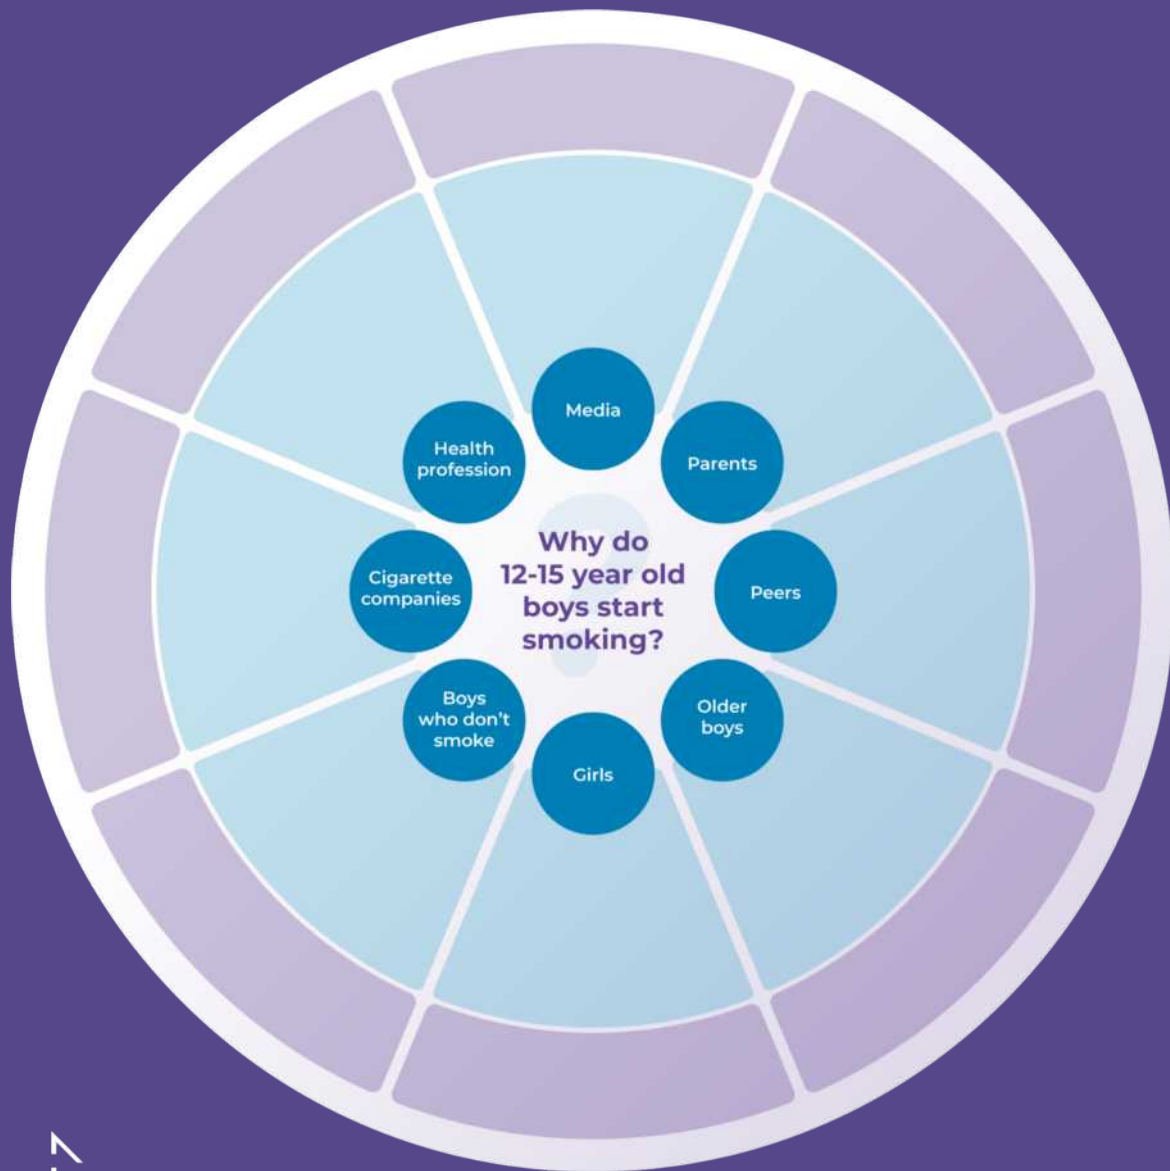 Why do
12-15 year old
boys start
smoking?
Media
Parents
Peers
Older
boys
Girls
Boys
who don't
smoke
Cigarette
companies
Health
profession